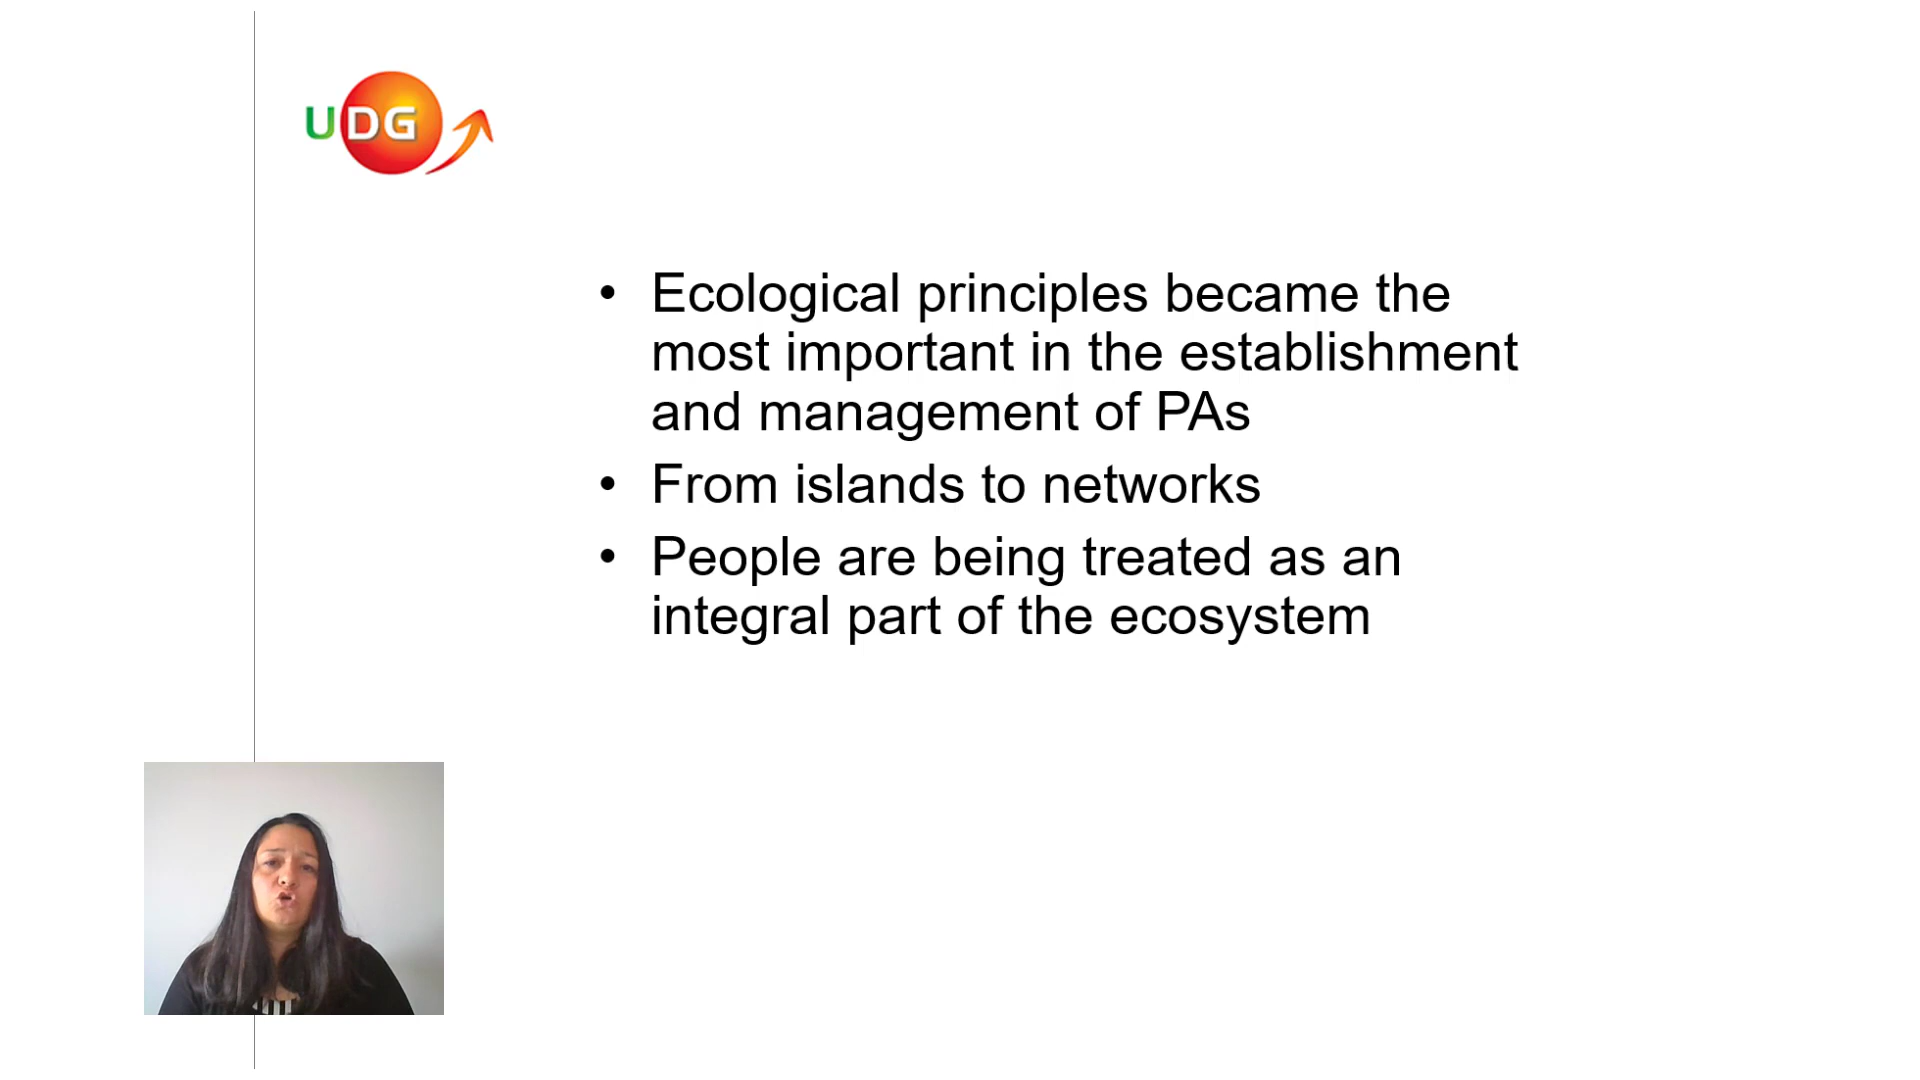 UDG
• Ecological principles became the
most important in the establishment
and management of PAs
• From islands to networks
• People are being treated as an
integral part of the ecosystem